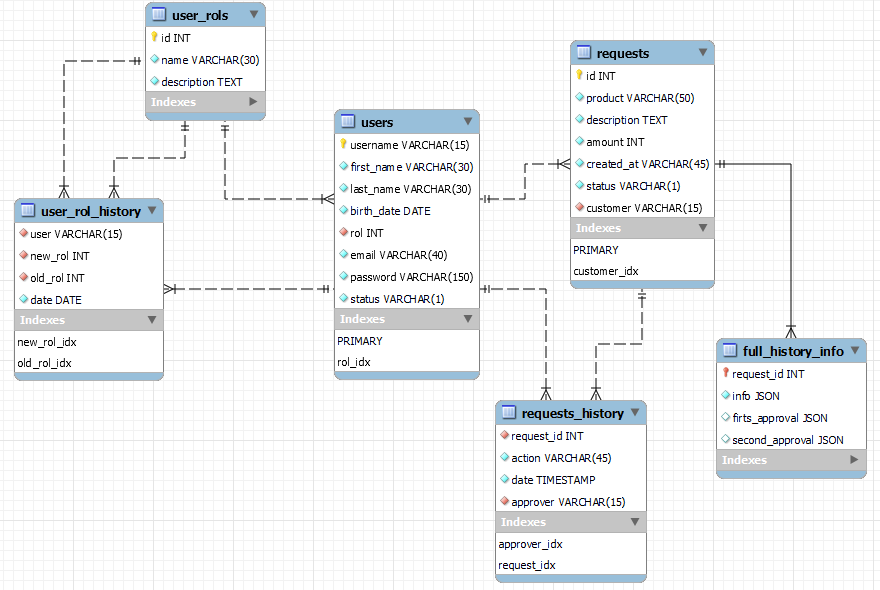 user_rols
id INT
name VARCHAR(30)
description TEXT
Indexes
requests
id INT
product VARCHAR(50)
description TEXT
amount INT
created_at VARCHAR(45)
status VARCHAR(1)
customer VARCHAR(15)
Indexes
PRIMARY
customer_idx
users
username VARCHAR(15)
first_name VARCHAR(30)
last_name VARCHAR(30)
birth_date DATE
rol INT
email VARCHAR(40)
password VARCHAR(150)
status VARCHAR(1)
Indexes
PRIMARY
rol_idx
user_rol_history
user VARCHAR(15)
new_rol INT
old_rol INT
date DATE
Indexes
new_rol_idx
old_rol_idx
full_history_info
request_id INT
info JSON
firts_approval JSON
second_approval JSON
Indexes
requests_history
request_id INT
action VARCHAR(45)
date TIMESTAMP
approver VARCHAR(15)
Indexes
approver_idx
request_idx